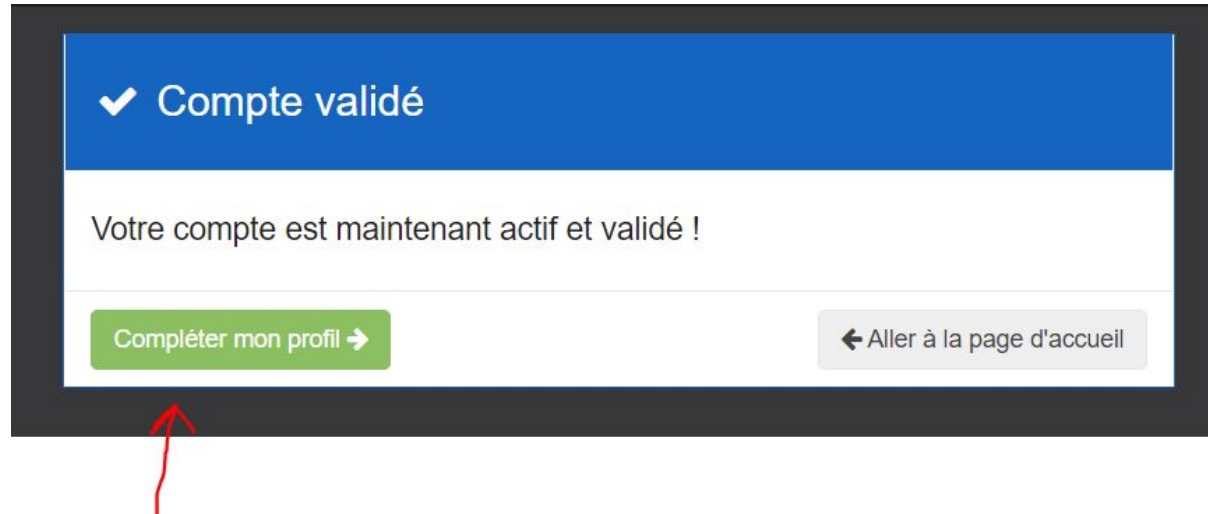 Compte validé
Votre compte est maintenant actif et validé !
Compléter mon profil
Aller à la page d'accueil